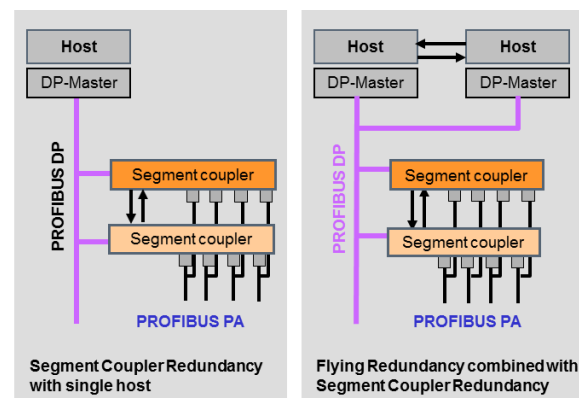 Host
DP-Master
PROFIBUS DP
Segment coupler
Segment coupler
PROFIBUS PA
Segment Coupler Redundancy
with single host
Host
Host
DP-Master
DP-Master
PROFIBUS DP
Segment coupler
Segment coupler
PROFIBUS PA
Flying Redundancy combined with
Segment Coupler Redundancy